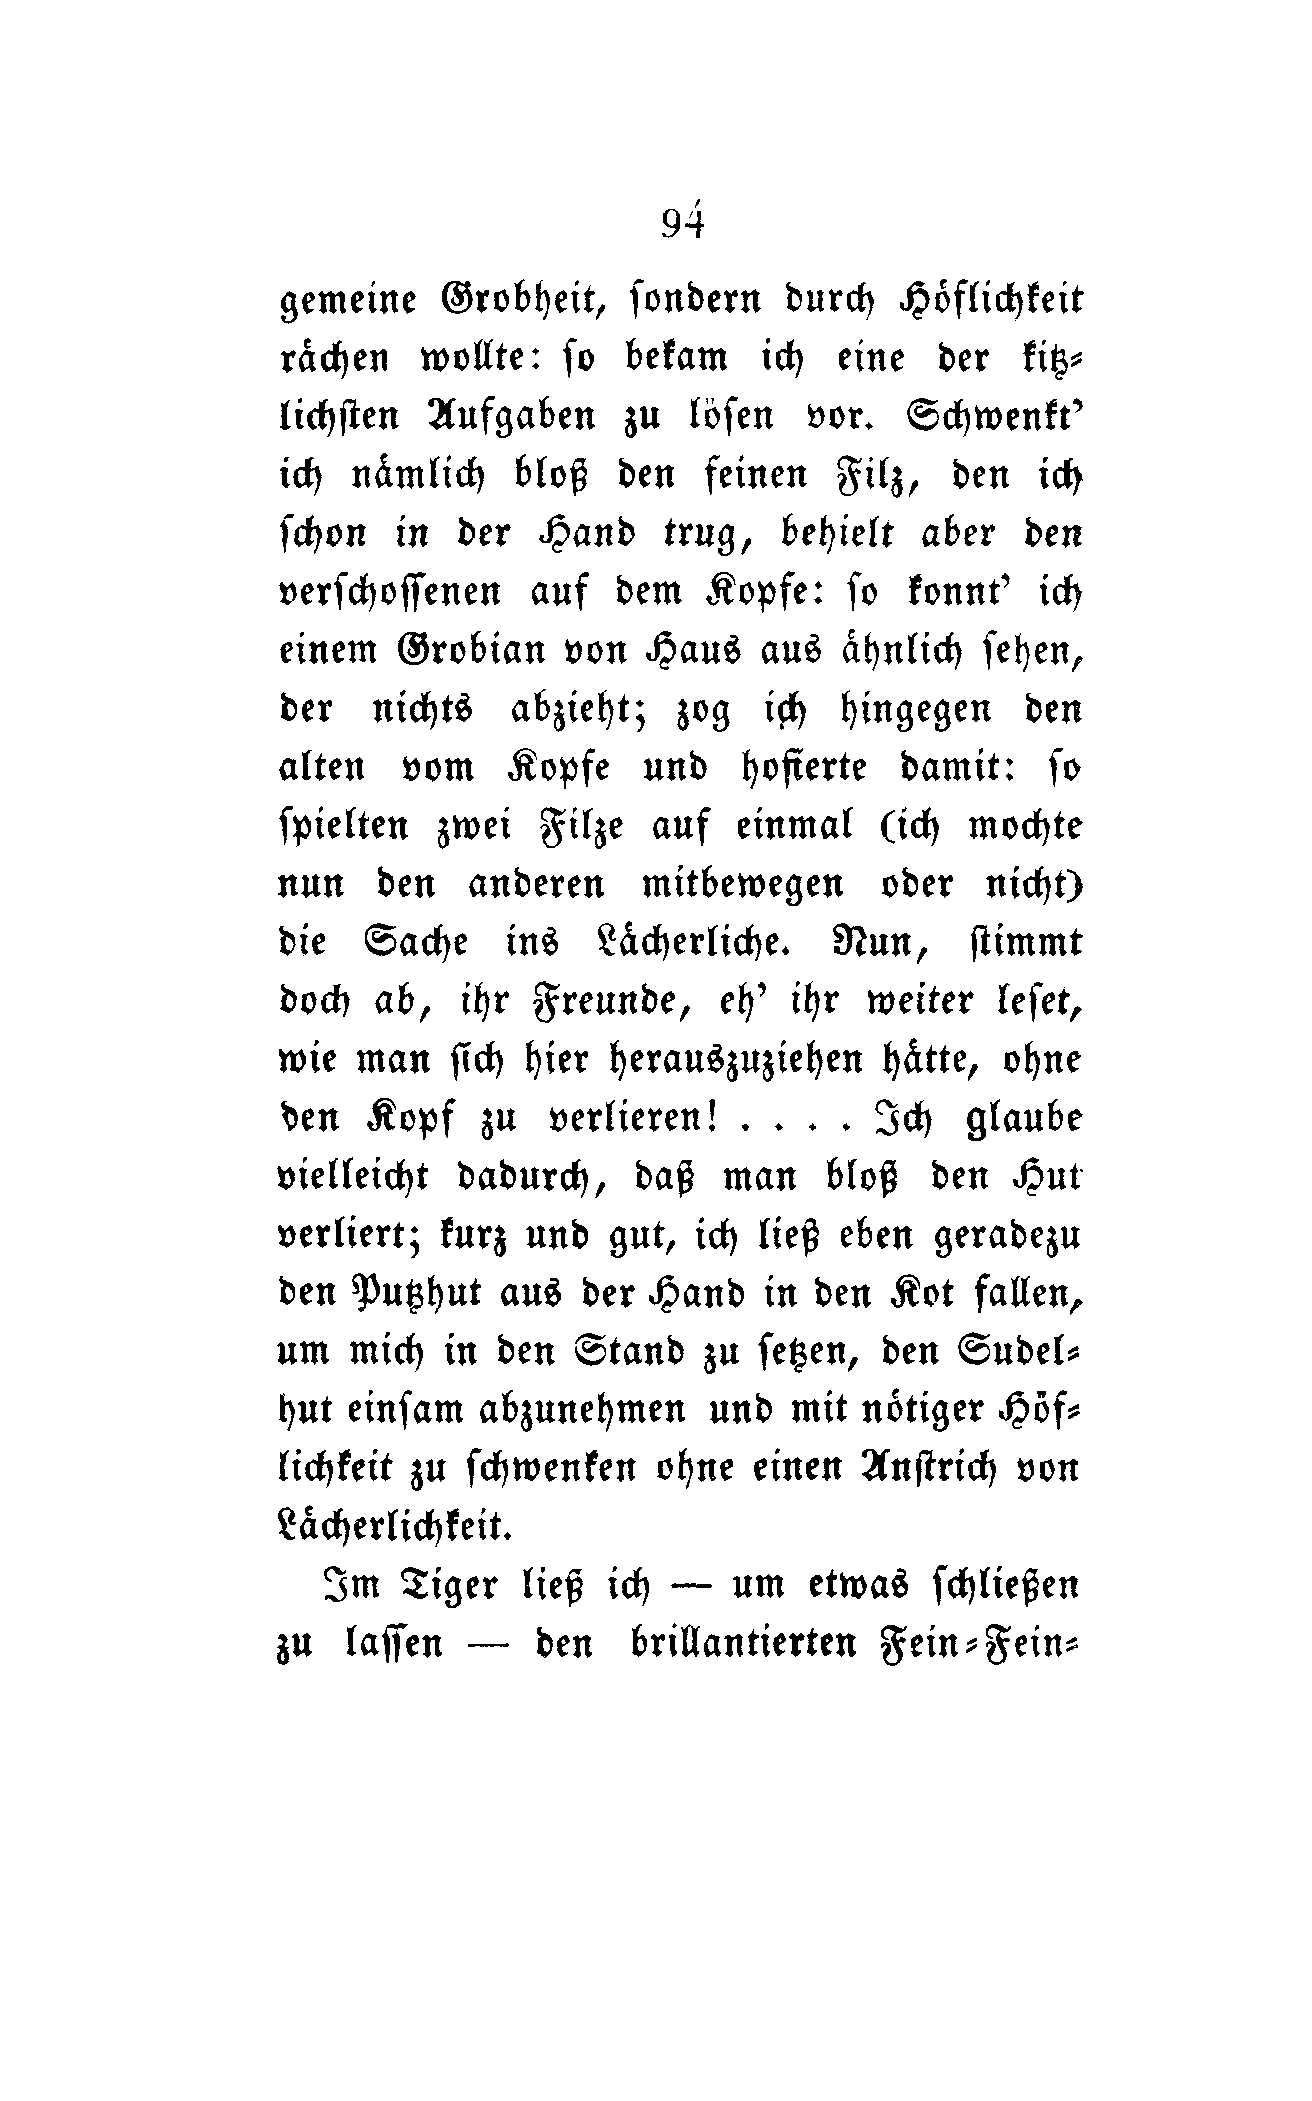 94
gemeine Grobheit, sondern durch Höflichkeit
rächen wollte: so bekam ich eine der kitz-
lichsten Aufgaben zu lösen vor. Schwenkt’
ich nämlich bloß den feinen Filz, den ich
schon in der Hand trug, behielt aber den
verschossenen auf dem Kopfe: so konnt’ ich
einem Grobian von Haus aus ähnlich sehen,
der nichts abzieht; zog ich hingegen den
alten vom Kopfe und hofierte damit: so
spielten zwei Filze auf einmal (ich mochte
nun den anderen mitbewegen oder nicht)
die Sache ins Lächerliche. Nun, stimmt
doch ab, ihr Freunde, eh’ ihr weiter leset,
wie man sich hier herauszuziehen hätte, ohne
den Kopf zu verlieren! . . . . Ich glaube
vielleicht dadurch, daß man bloß den Hut
verliert; kurz und gut, ich ließ eben geradezu
den Putzhut aus der Hand in den Kot fallen,
um mich in den Stand zu setzen, den Sudel-
hut einsam abzunehmen und mit nötiger Höf-
lichkeit zu schwenken ohne einen Anstrich von
Lächerlichkeit.
Im Tiger ließ ich — um etwas schließen
zu lassen — den brillantierten Fein-Fein-